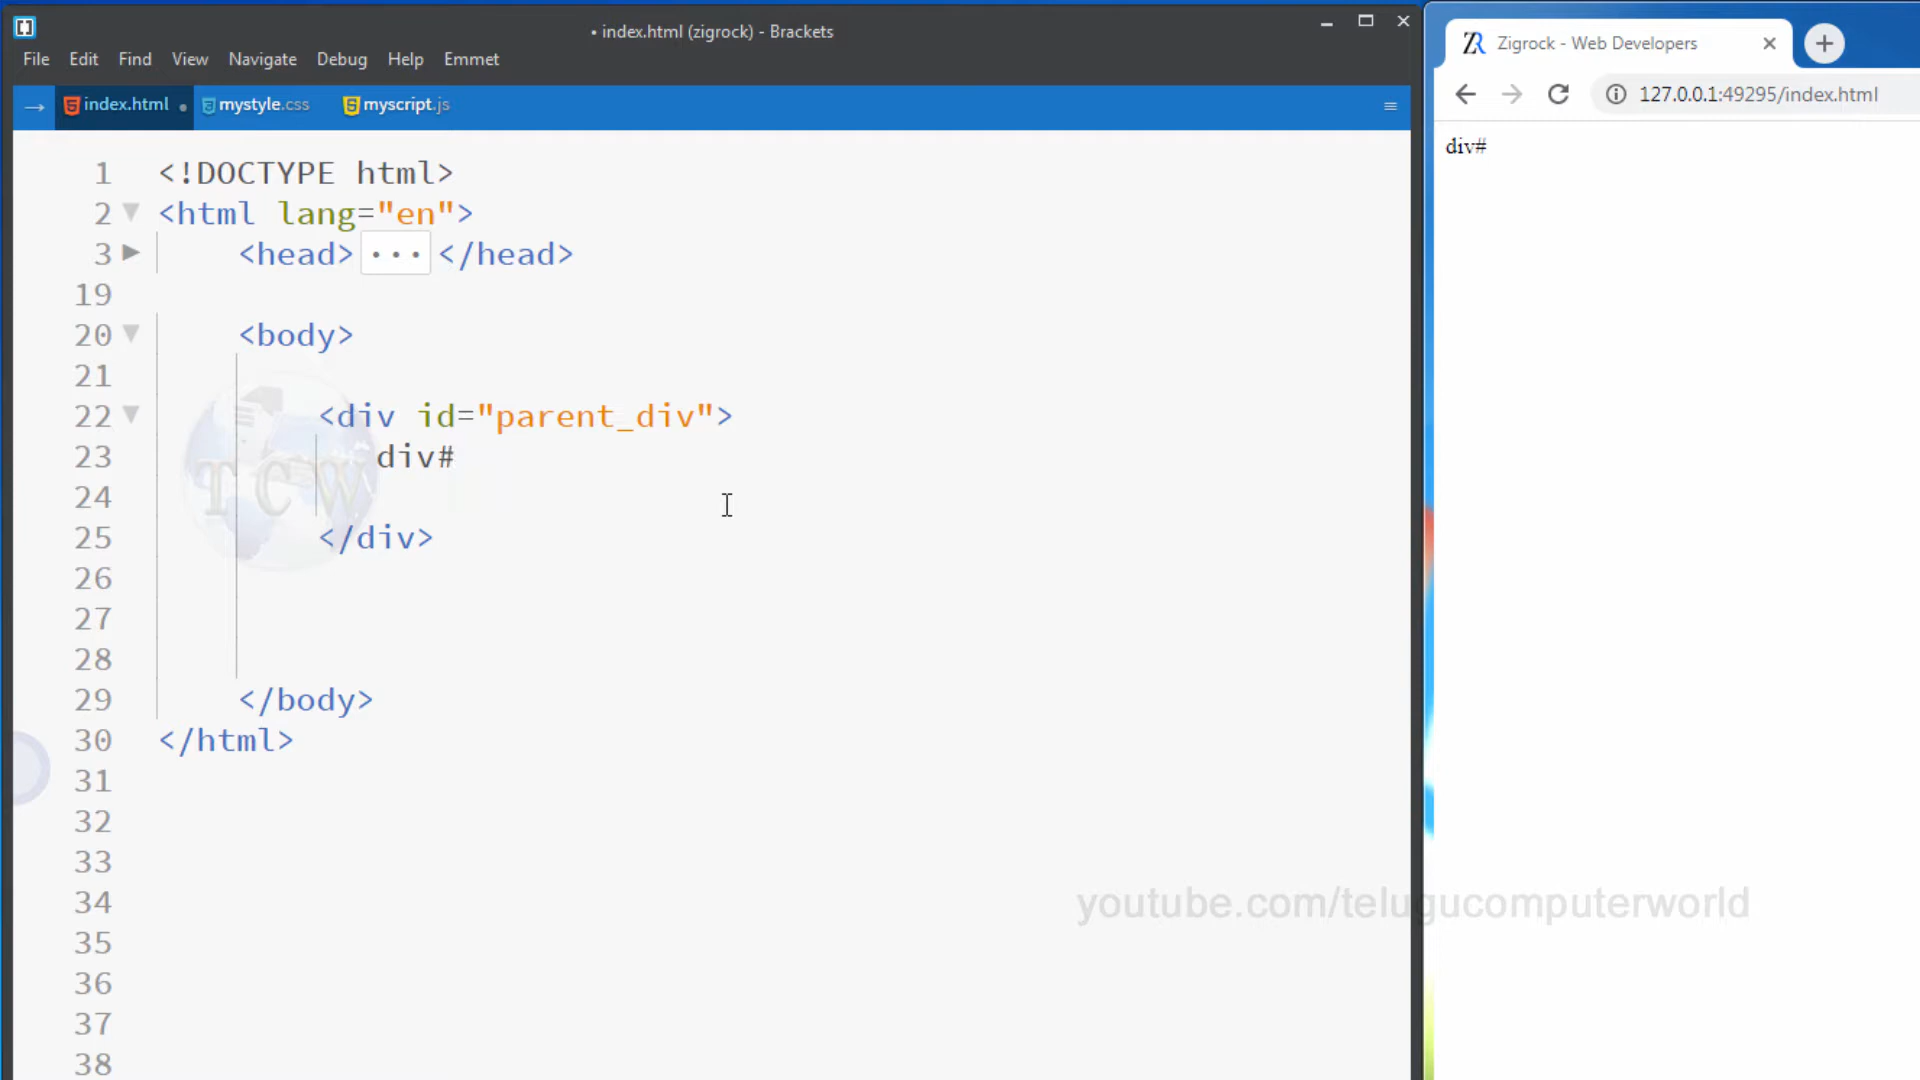 • index.html (zigrock) - Brackets
File Edit Find View Navigate Debug Help Emmet
index.html • mystyle.css myscript.js
1 <!DOCTYPE html>
2 <html lang="en">
3 <head> ••• </head>
19
20 <body>
21
22 <div id="parent_div">
23 div#
24
25 </div>
26
27
28
29 </body>
30 </html>
31
32
33
34
35
36
37
38
TCW
ZR Zigrock - Web Developers
127.0.0.1:49295/index.html
div#
youtube.com/telugucomputerworld